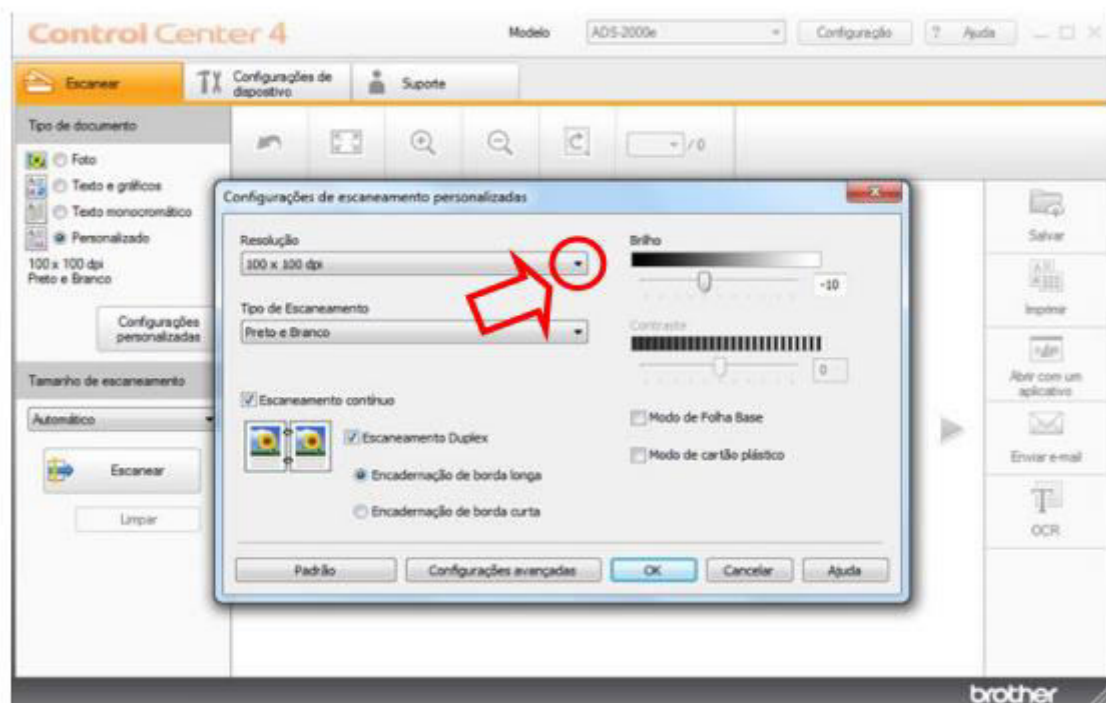 Control Center 4
Modelo
ADS-2000e
Configuração
? Ajuda
Escanear
Configurações de
dispositivo
Suporte
Tipo de documento
Foto
Texto e gráficos
Texto monocromático
Personalizado
100 x 100 dpi
Preto e Branco
Configurações
personalizadas
Tamanho de escaneamento
Automático
Escanear
Limpar
/ 0
Configurações de escaneamento personalizadas
Resolução
100 x 100 dpi
Tipo de Escaneamento
Preto e Branco
Escaneamento contínuo
Escaneamento Duplex
Encadernação de borda longa
Encadernação de borda curta
Brilho
-10
Contraste
0
Modo de Folha Base
Modo de cartão plástico
Padrão
Configurações avançadas
OK
Cancelar
Ajuda
Salvar
Imprimir
Abrir com um
aplicativo
Enviar e-mail
OCR
brother